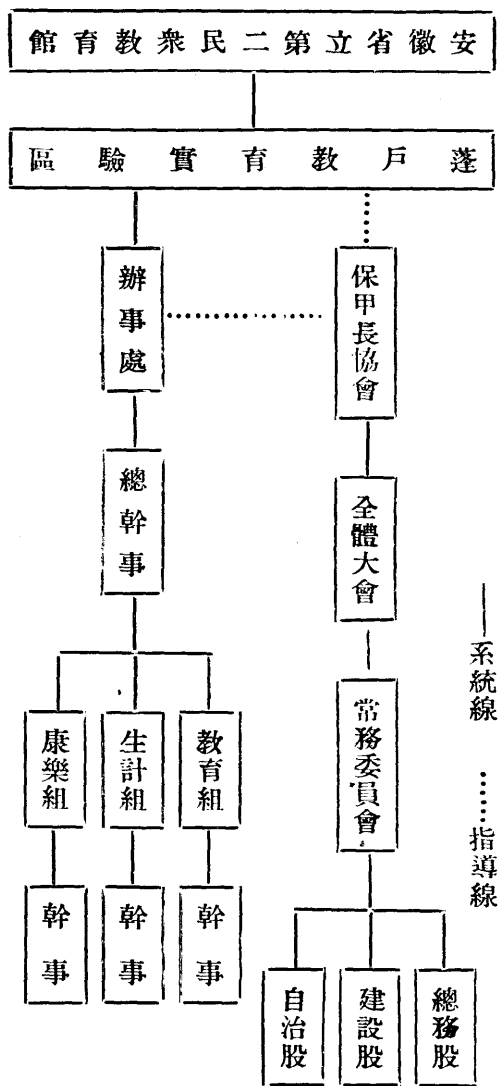 安徽省立第二民眾教育館
蓬戶教育實驗區
保甲長協會
辦事處
全體大會
總幹事
常務委員會
教育組
生計組
康樂組
幹事
幹事
幹事
總務股
建設股
自治股
系統線
指導線